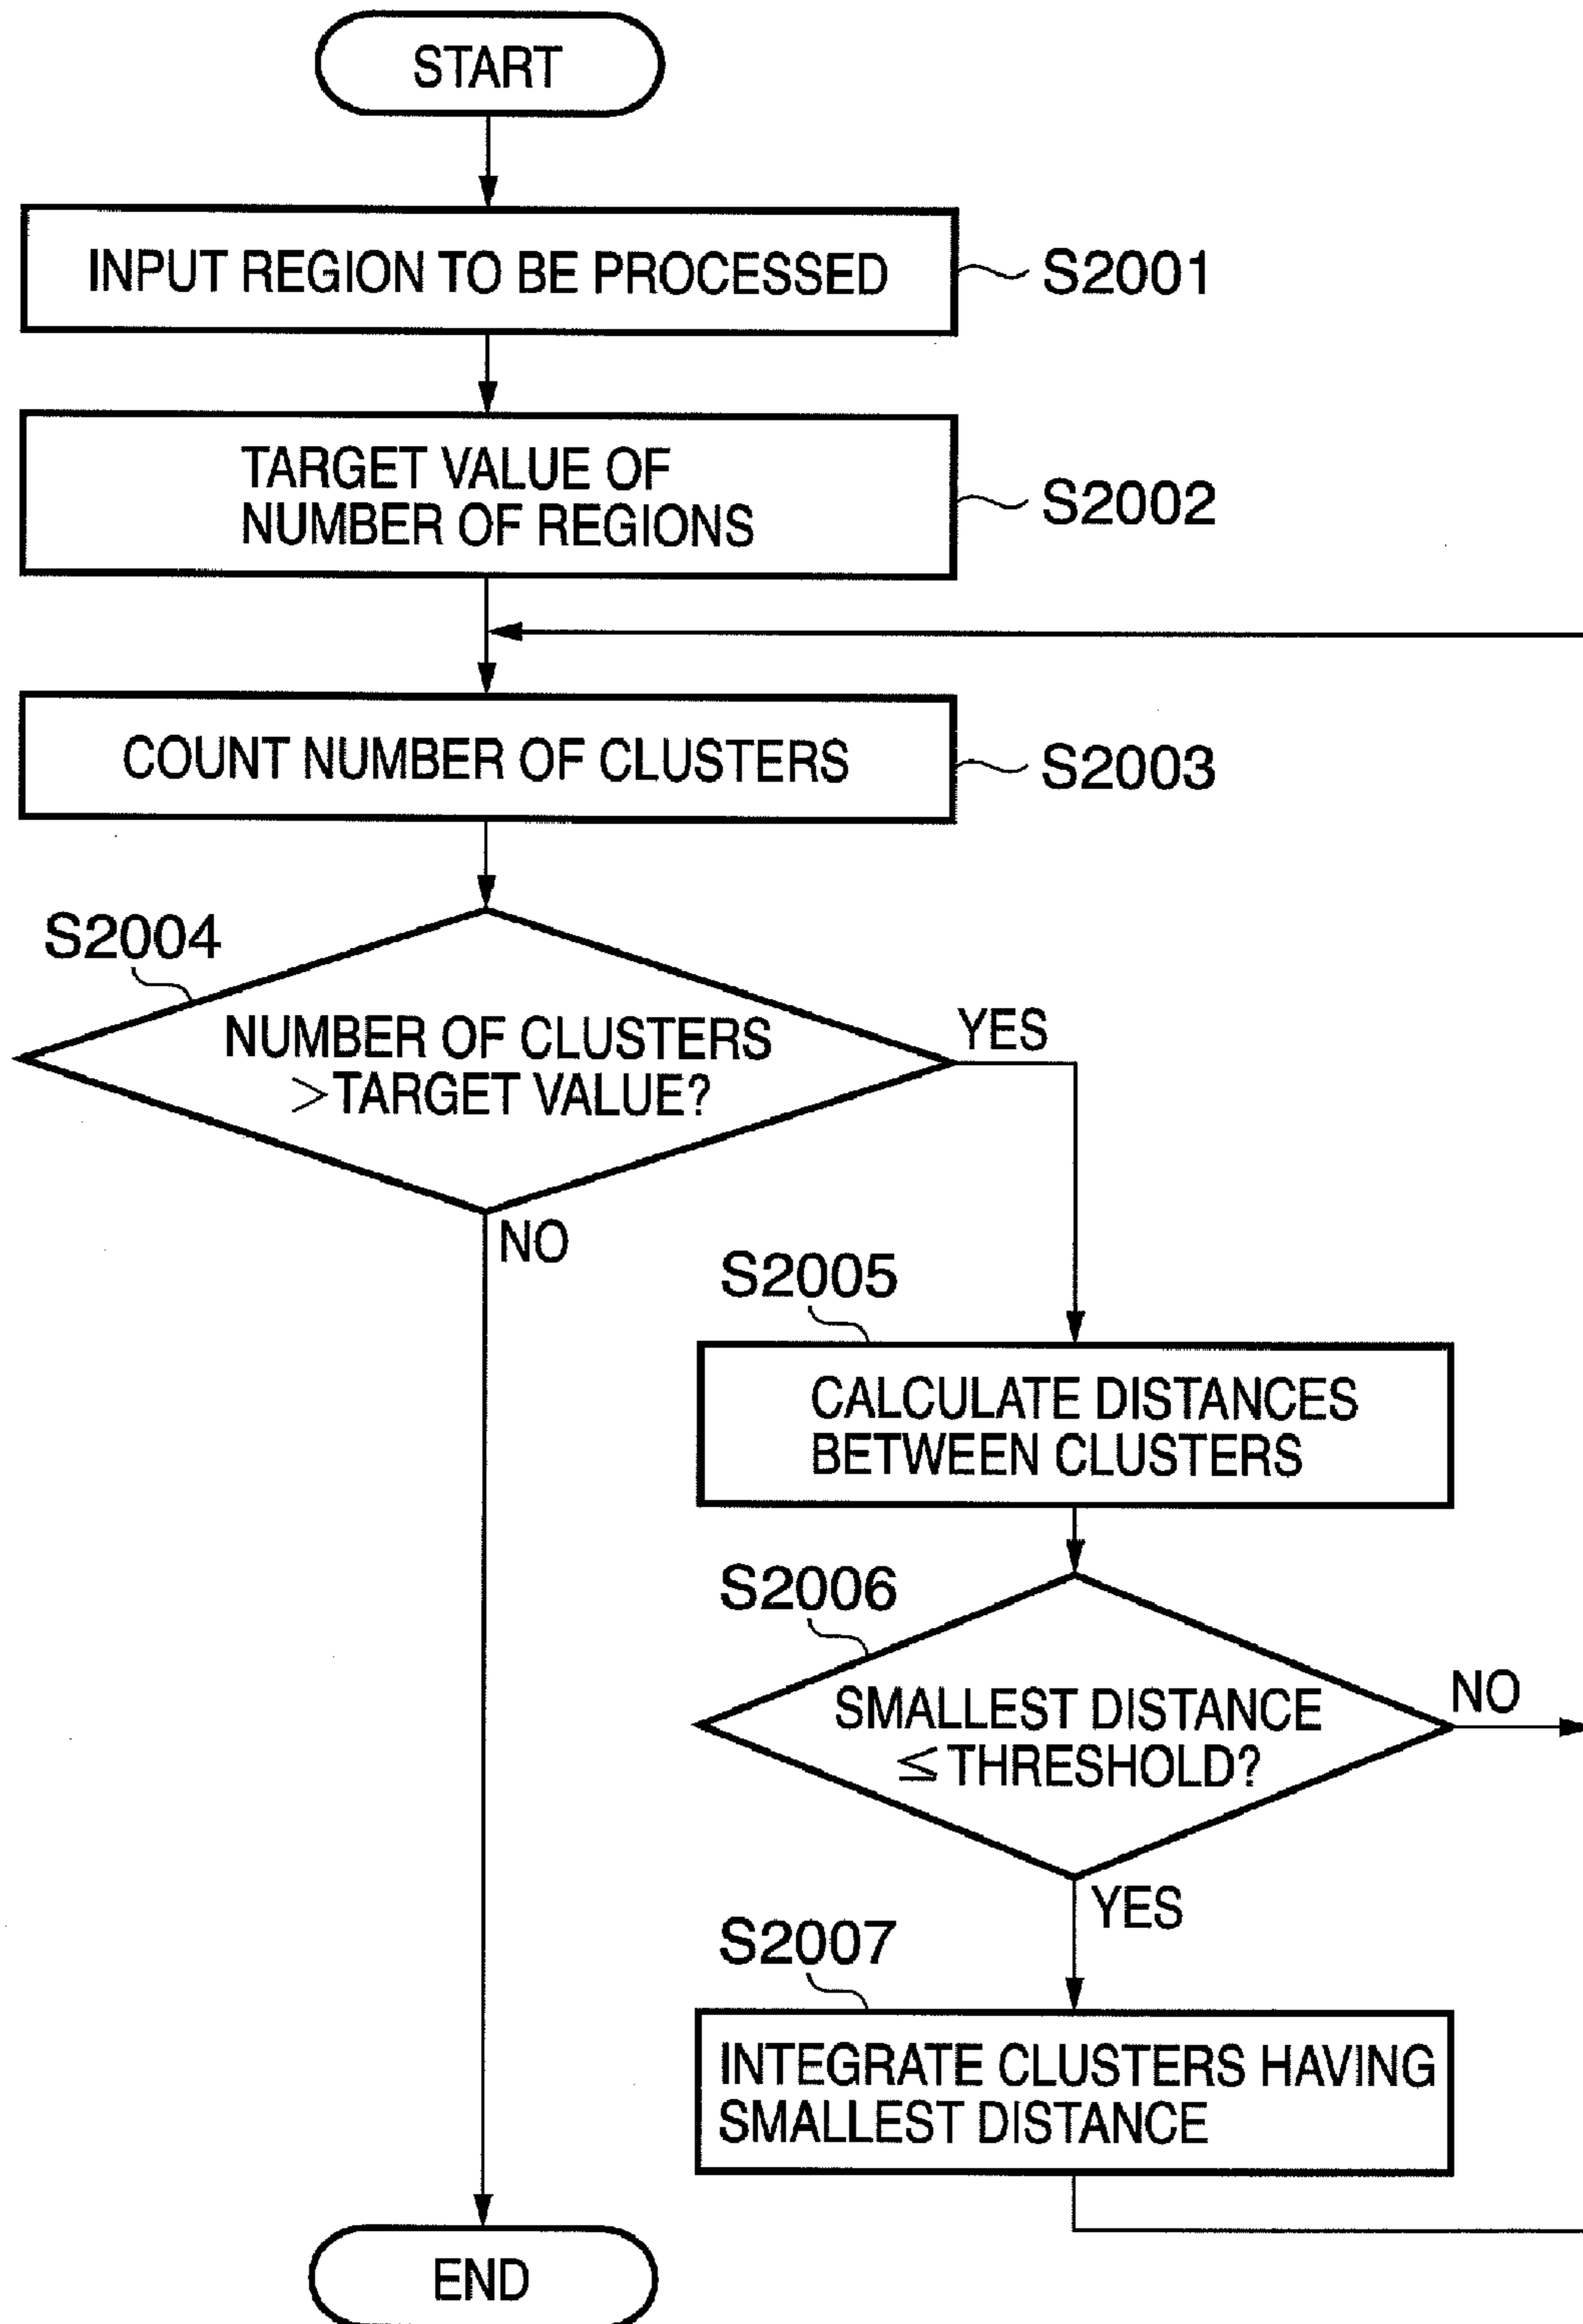 START
INPUT REGION TO BE PROCESSED
S2001
TARGET VALUE OF
NUMBER OF REGIONS
S2002
COUNT NUMBER OF CLUSTERS
S2003
S2004
NUMBER OF CLUSTERS
>TARGET VALUE?
YES
NO
S2005
CALCULATE DISTANCES
BETWEEN CLUSTERS
S2006
SMALLEST DISTANCE
≦THRESHOLD?
NO
YES
S2007
INTEGRATE CLUSTERS HAVING
SMALLEST DISTANCE
END